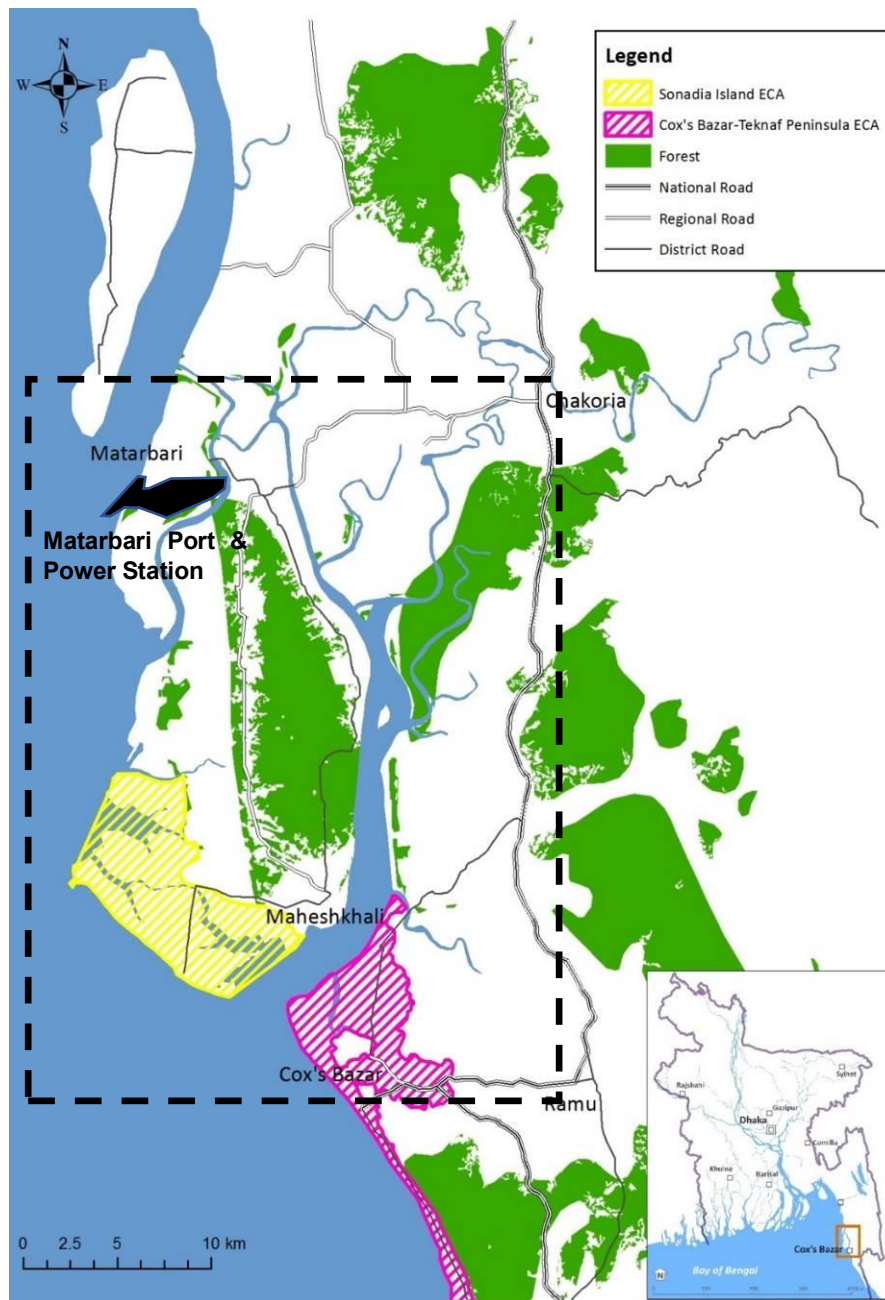 N
W E
S
Legend
Sonadia Island ECA
Cox's Bazar-Teknaf Peninsula ECA
Forest
National Road
Regional Road
District Road
Chakoria
Matarbari
Matarbari Port &
Power Station
Maheshkhali
Cox's Bazar
Ramu
0 2.5 5 10 km
Sylhet
Rajshahi
Gazipur
Dhaka
Comilla
Khulna
Barisal
Cox's Bazar
Bay of Bengal
N